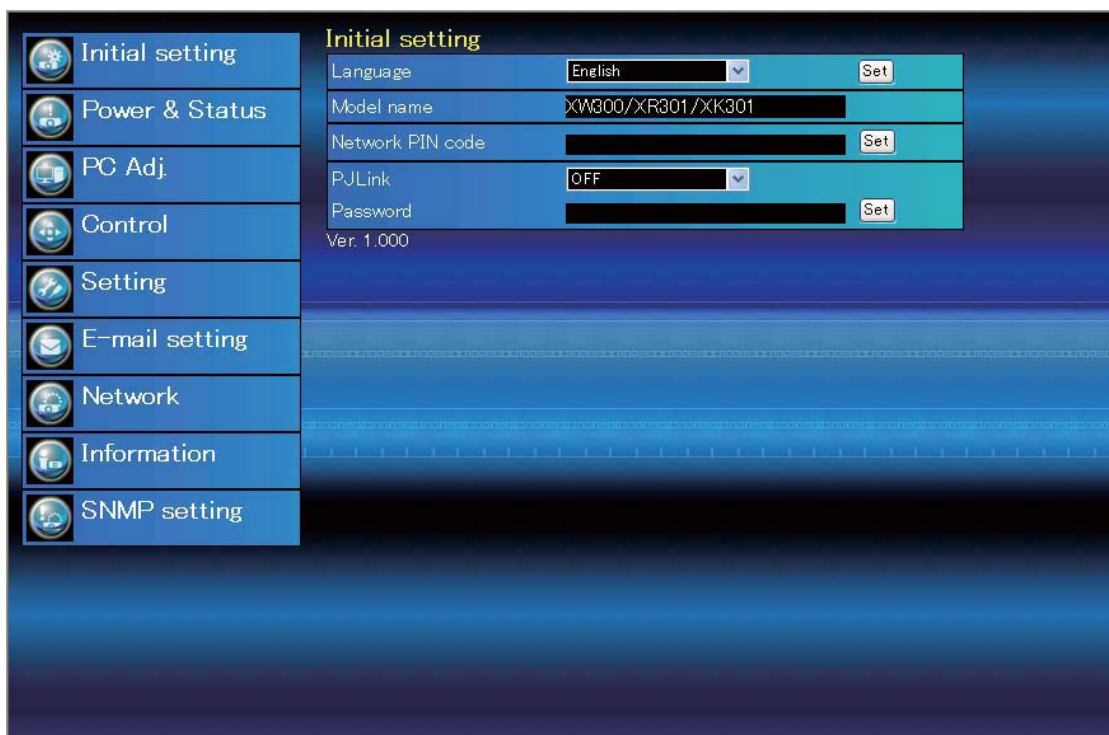 Initial setting
Power & Status
PC Adj.
Control
Setting
E-mail setting
Network
Information
SNMP setting
Initial setting
Language English Set
Model name XW300/XR301/XK301
Network PIN code Set
PJLink OFF
Password Set
Ver. 1.000